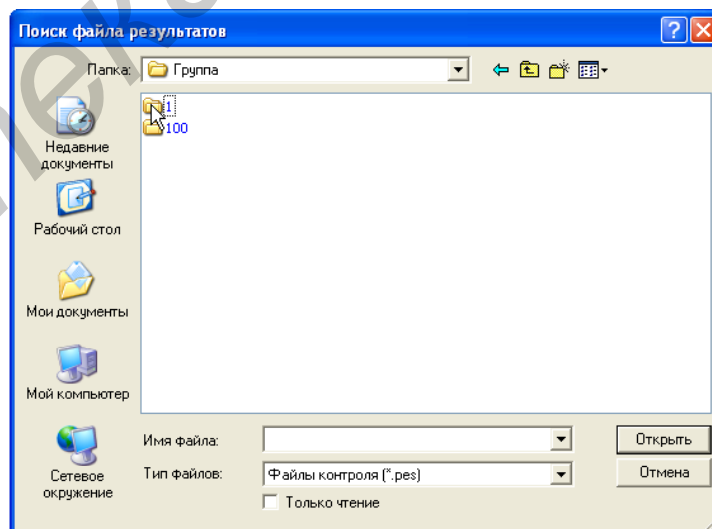 Поиск файла результатов
Папка: Группа
1
100
Недавние
документы
Рабочий стол
Мои документы
Мой компьютер
Сетевое
окружение
Имя файла:
Открыть
Тип файлов: Файлы контроля (*.pes)
Отмена
Только чтение